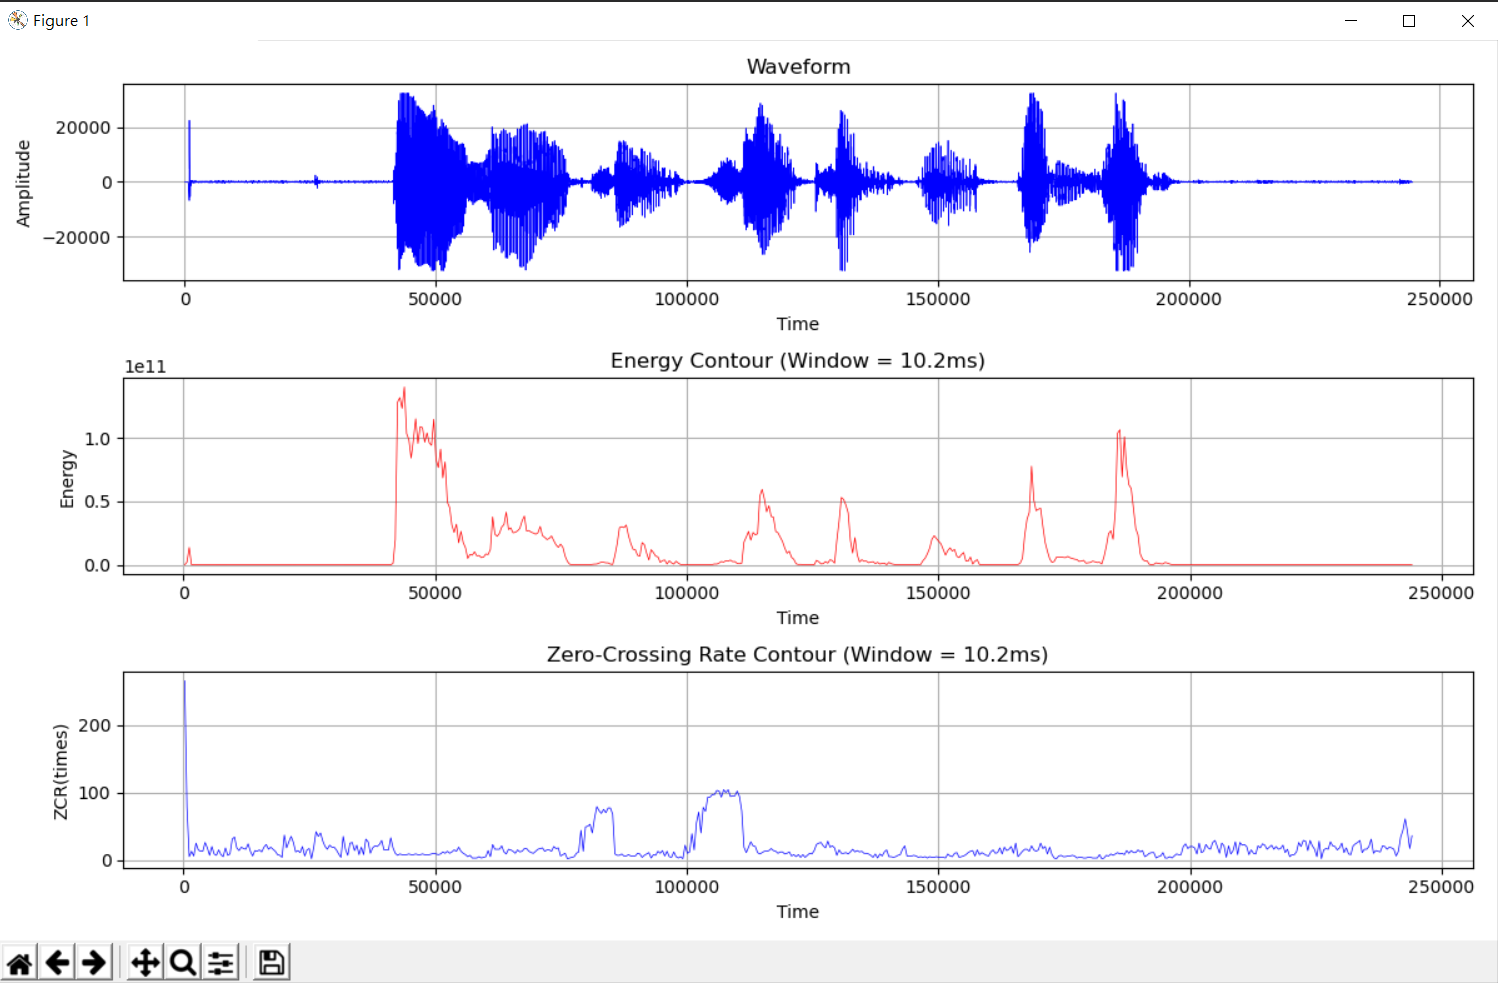 Figure 1
Waveform
Amplitude
20000
0
−20000
0 50000 100000 150000 200000 250000
Time
Energy Contour (Window = 10.2ms)
1e11
Energy
1.0
0.5
0.0
0 50000 100000 150000 200000 250000
Time
Zero-Crossing Rate Contour (Window = 10.2ms)
ZCR(times)
200
100
0
0 50000 100000 150000 200000 250000
Time